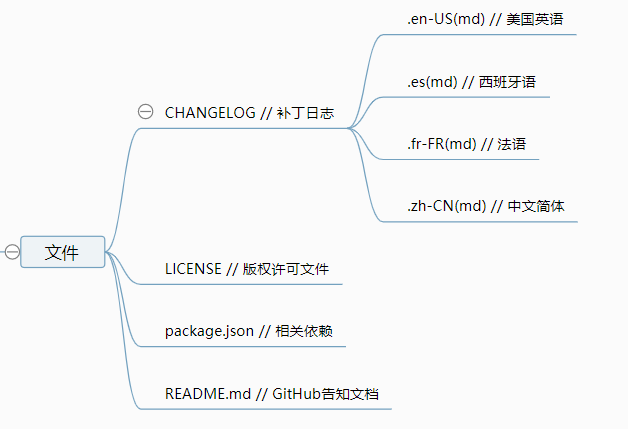 .en-US(md) // 美国英语
.es(md) // 西班牙语
CHANGELOG // 补丁日志
.fr-FR(md) // 法语
.zh-CN(md) // 中文简体
文件
LICENSE // 版权许可文件
package.json // 相关依赖
README.md // GitHub告知文档